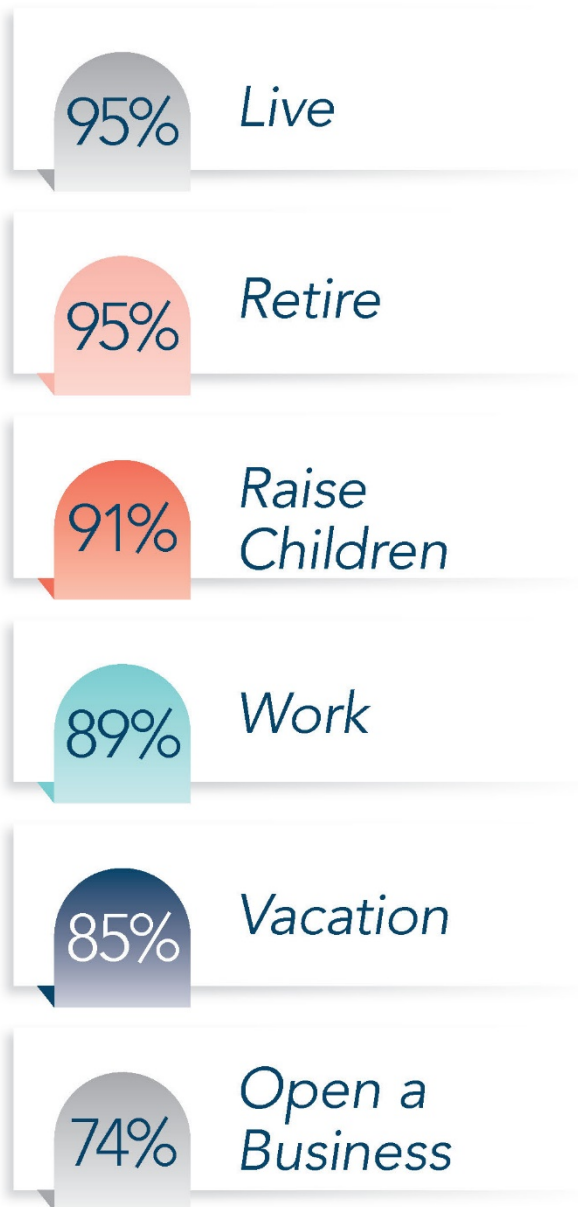 95% Live
95% Retire
91% Raise
Children
89% Work
85% Vacation
74% Open a
Business